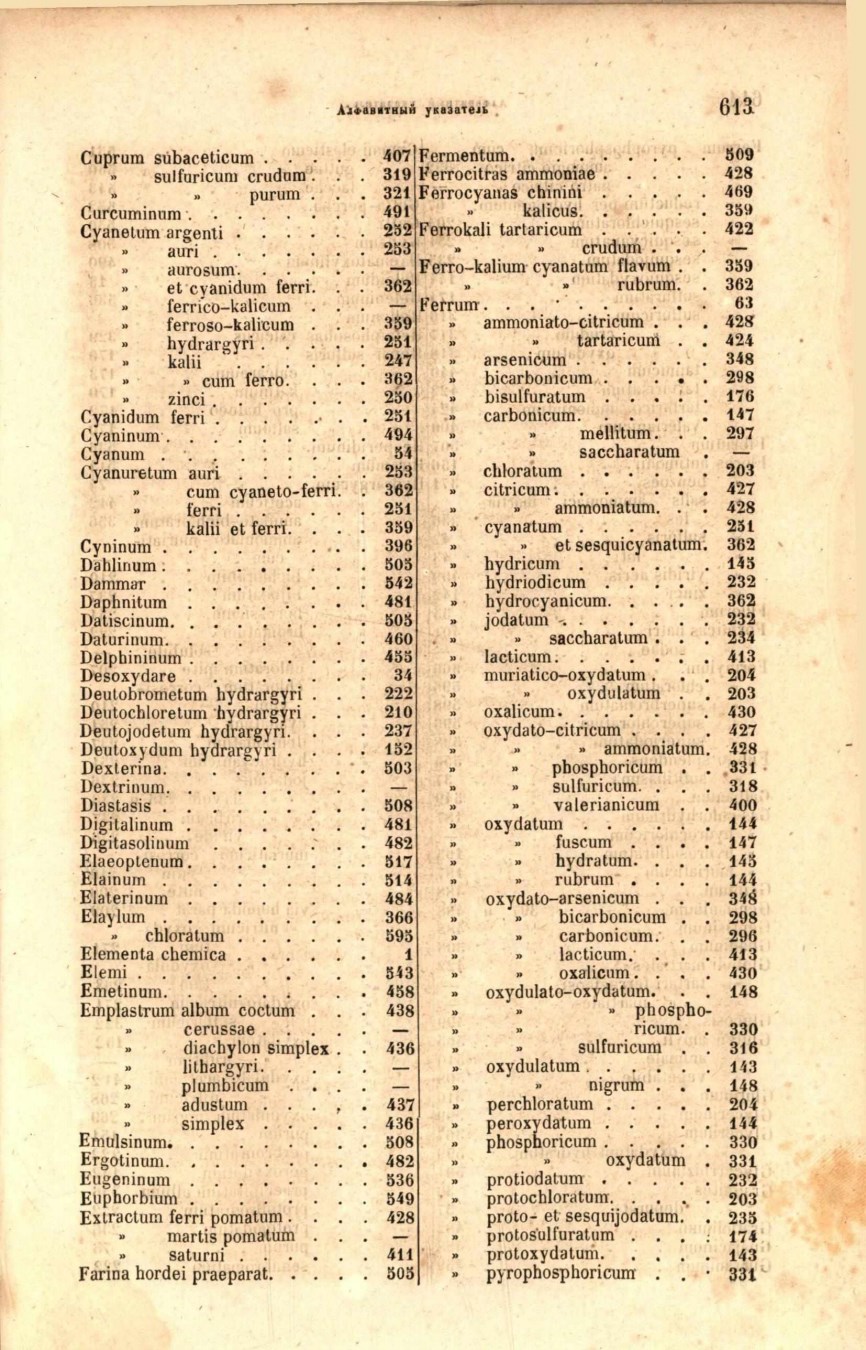 Алфавитный указатель
613
Cuprum subaceticum . . . . . 407
» sulfuricum crudum . . . 319
» » purum . . . 321
Curcuminum . . . . . . . . 491
Cyanetum argenti . . . . . . 252
» auri . . . . . . . 253
» aurosum . . . . . . —
» et cyanidum ferri. . . 362
» ferrico-kalicum . . . —
» ferroso-kalicum . . . 359
» hydrargyri . . . . . 251
» kalii . . . . . . 247
» » cum ferro. . . . 362
» zinci . . . . . . . 250
Cyanidum ferri . . . . . . . 251
Cyaninum . . . . . . . . . 494
Cyanum . . . . . . . . . 54
Cyanuretum auri . . . . . . 253
» cum cyaneto-ferri. . 362
» ferri . . . . . . 251
» kalii et ferri. . . . 359
Cyninum . . . . . . . . . 396
Dahlinum . . . . . . . . . 505
Dammar . . . . . . . . . 542
Daphnitum . . . . . . . . 481
Datiscinum. . . . . . . . . 505
Daturinum. . . . . . . . . 460
Delphininum . . . . . . . . 455
Desoxydare . . . . . . . . 34
Deutobrometum hydrargyri . . . 222
Deutochloretum hydrargyri . . . 210
Deutojodetum hydrargyri. . . . 237
Deutoxydum hydrargyri . . . . 152
Dexterina. . . . . . . . . 503
Dextrinum. . . . . . . . . —
Diastasis . . . . . . . . . 508
Digitalinum . . . . . . . . 481
Digitasolinum . . . . . . . 482
Elaeoptenum. . . . . . . . 517
Elainum . . . . . . . . . 514
Elaterinum . . . . . . . . 484
Elaylum . . . . . . . . . 366
» chloratum . . . . . . 595
Elementa chemica . . . . . . 1
Elemi . . . . . . . . . . 543
Emetinum. . . . . . . . . 458
Emplastrum album coctum . . . 438
» cerussae . . . . . —
» diachylon simplex . . 436
» lithargyri. . . . . —
» plumbicum . . . . —
» adustum . . . . . 437
» simplex . . . . . 436
Emulsinum. . . . . . . . . 508
Ergotinum. . . . . . . . . 482
Eugeninum . . . . . . . . 536
Euphorbium . . . . . . . . 549
Extractum ferri pomatum . . . . 428
» martis pomatum . . . —
» saturni . . . . . . 411
Farina hordei praeparat. . . . . 505
Fermentum. . . . . . . . . 509
Ferrocitras ammoniae . . . . . 428
Ferrocyanas chinini . . . . . 469
» kalicus. . . . . . 359
Ferrokali tartaricum . . . . . 422
» » crudum . . . —
Ferro-kalium cyanatum flavum . . 359
» » rubrum. . 362
Ferrum . . . . . . . . . . 63
» ammoniato-citricum . . . 428
» » tartaricum . . 424
» arsenicum . . . . . . 348
» bicarbonicum . . . . . 298
» bisulfuratum . . . . . 176
» carbonicum. . . . . . 147
» » mellitum. . . 297
» » saccharatum . —
» chloratum . . . . . . 203
» citricum . . . . . . . 427
» » ammoniatum. . . 428
» cyanatum . . . . . . 251
» » et sesquicyanatum. 362
» hydricum . . . . . . 145
» hydriodicum . . . . . 232
» hydrocyanicum. . . . . 362
» jodatum . . . . . . . 232
» » saccharatum . . . 234
» lacticum . . . . . . . 413
» muriatico-oxydatum . . . 204
» » oxydulatum . . 203
» oxalicum . . . . . . . 430
» oxydato-citricum . . . . 427
» » » ammoniatum. 428
» » phosphoricum . . 331
» » sulfuricum. . . . 318
» » valerianicum . . 400
» oxydatum . . . . . . 144
» » fuscum . . . . 147
» » hydratum. . . . 145
» » rubrum . . . . 144
» oxydato-arsenicum . . . 348
» » bicarbonicum . . 298
» » carbonicum. . . 296
» » lacticum. . . . 413
» » oxalicum . . . . 430
» oxydulato-oxydatum. . . 148
» » » phospho-
» » ricum. . 330
» » sulfuricum . . 316
» oxydulatum . . . . . . 143
» » nigrum . . . 148
» perchloratum . . . . . 204
» peroxydatum . . . . . 144
» phosphoricum . . . . . 330
» » oxydatum . 331
» protiodatum . . . . . 232
» protochloratum. . . . . 203
» proto- et sesquijodatum. . 235
» protosulfuratum . . . . 174
» protoxydatum. . . . . 143
» pyrophosphoricum . . . 331